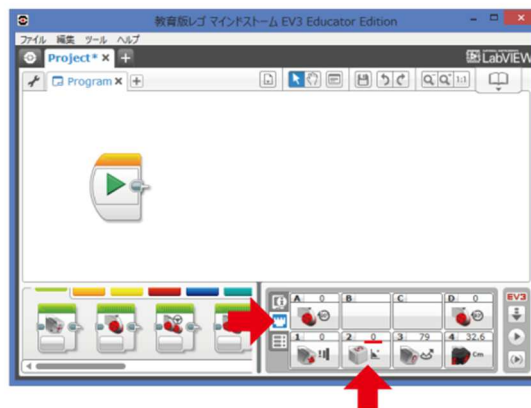 教育版レゴ マインドストーム EV3 Educator Edition
ファイル 編集 ツール ヘルプ
Project* × +
LabVIEW
Program × +
1:1
A 0 B C D 0
EV3
1 0 2 0 3 79 4 32.6
Cm